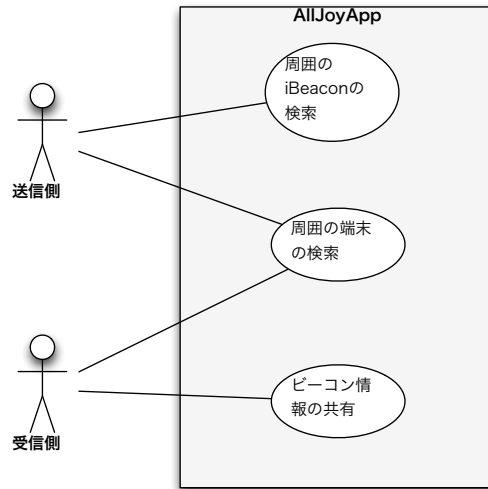 AllJoyApp
周囲の
iBeaconの
検索
送信側
周囲の端末
の検索
ビーコン情
報の共有
受信側